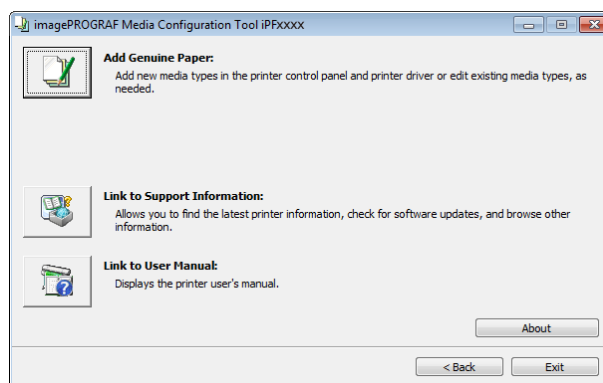 imagePROGRAF Media Configuration Tool iPFxxxx
Add Genuine Paper:
Add new media types in the printer control panel and printer driver or edit existing media types, as
needed.
Link to Support Information:
Allows you to find the latest printer information, check for software updates, and browse other
information.
Link to User Manual:
Displays the printer user's manual.
About
< Back
Exit